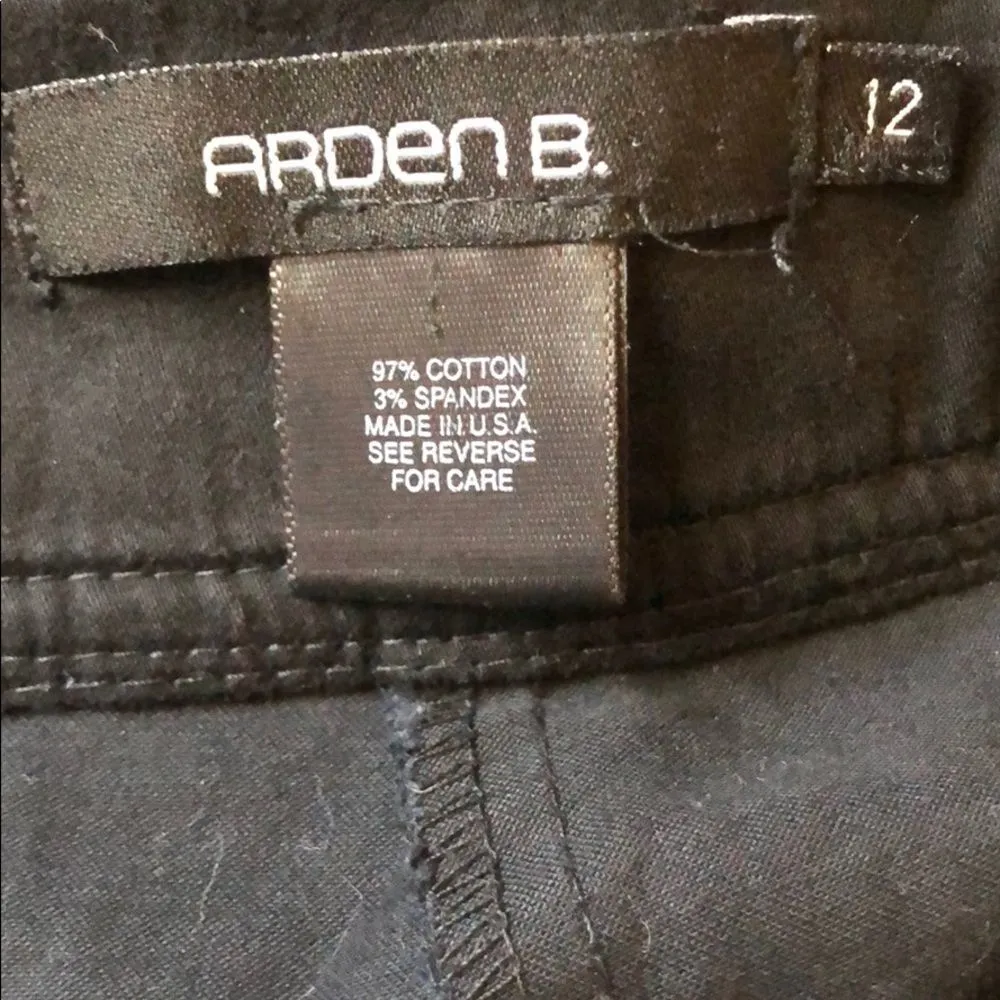 ARDen B.
12
97% COTTON
3% SPANDEX
MADE IN U.S.A.
SEE REVERSE
FOR CARE